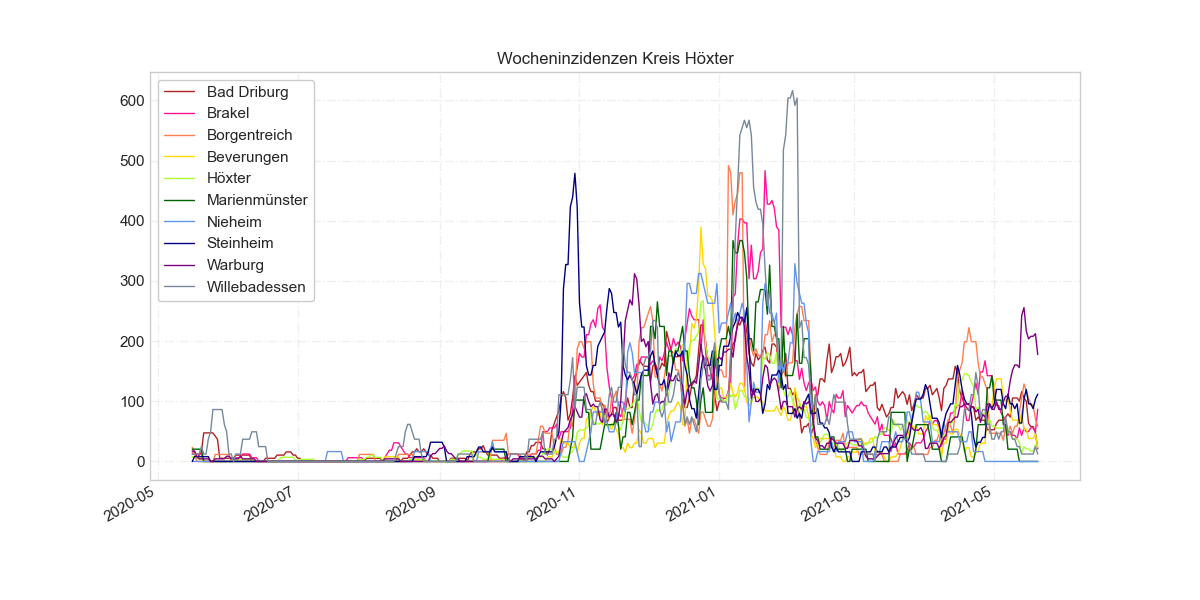 Wocheninzidenzen Kreis Höxter
600
500
400
300
200
100
0
Bad Driburg
Brakel
Borgentreich
Beverungen
Höxter
Marienmünster
Nieheim
Steinheim
Warburg
Willebadessen
2020-05
2020-07
2020-09
2020-11
2021-01
2021-03
2021-05